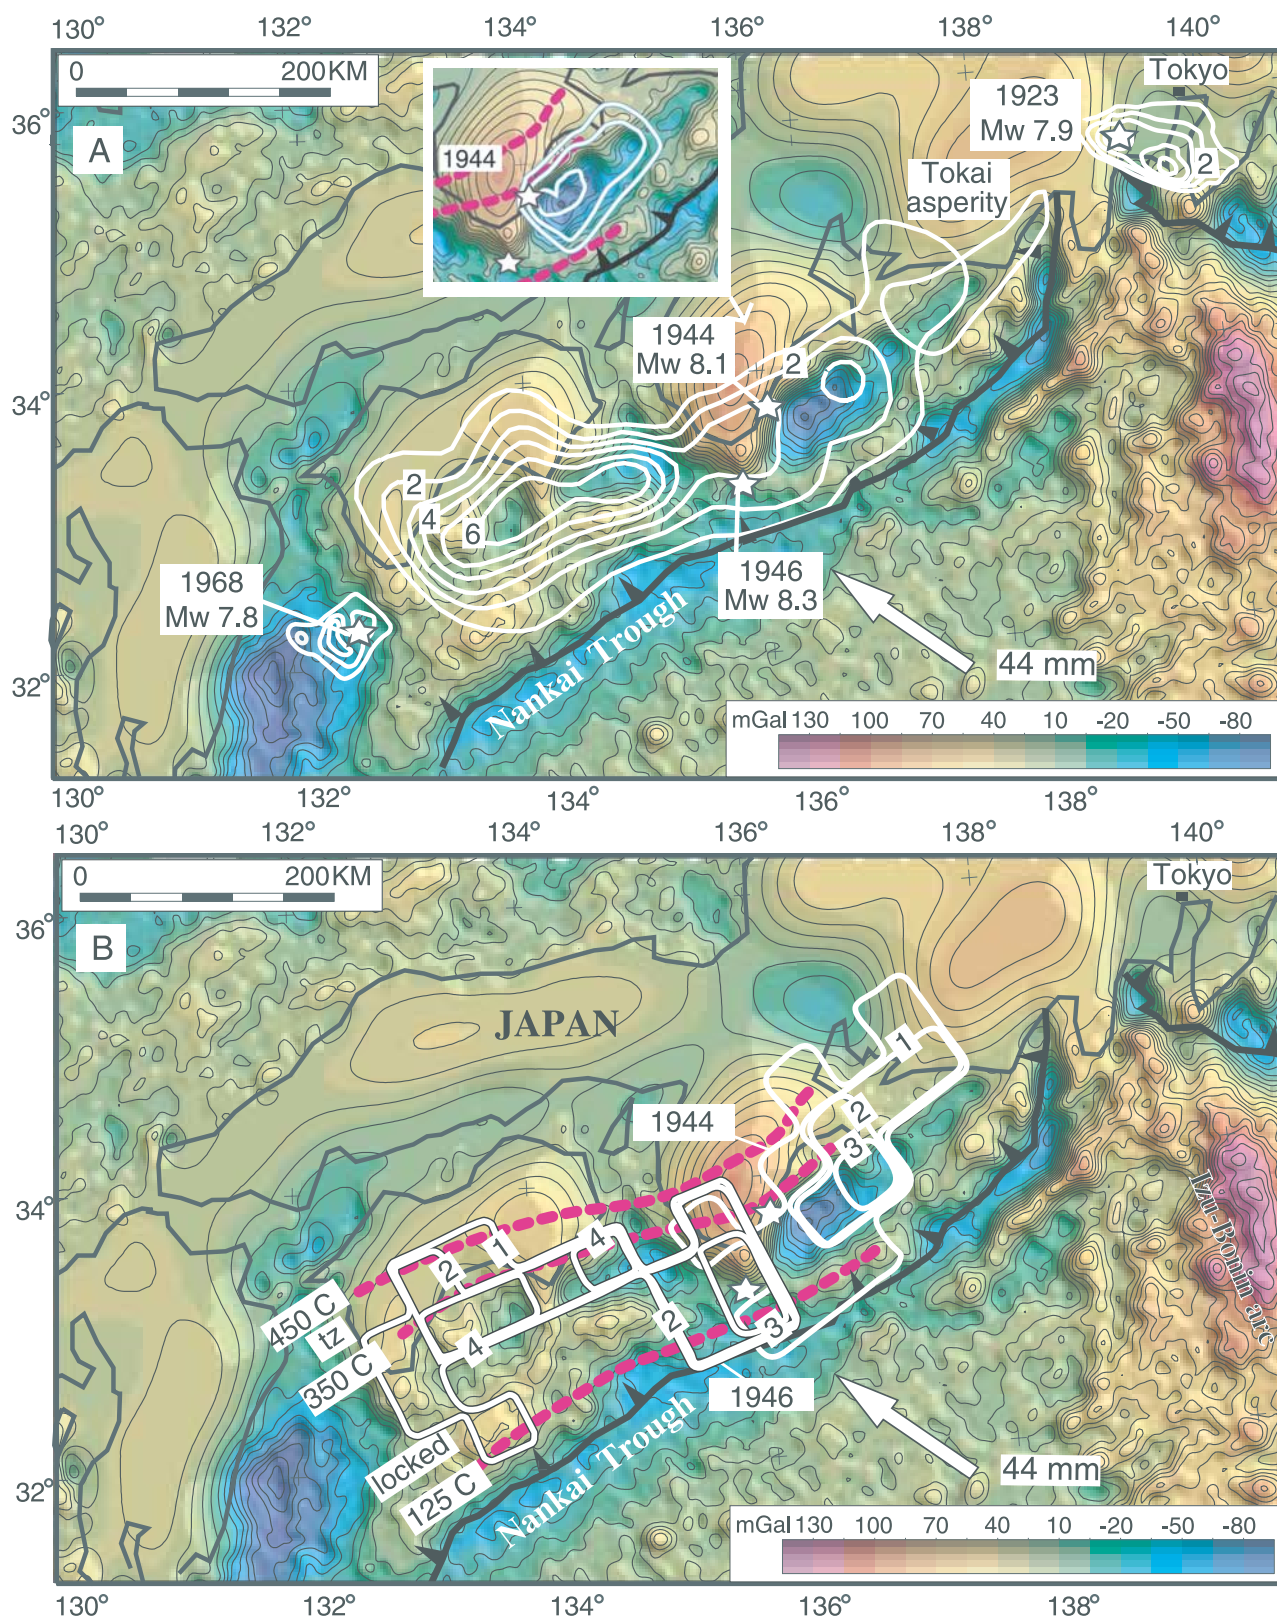 130° 132° 134° 136° 138° 140°
0 200KM
A
36°
34°
32°
1944
Tokyo
1923
Mw 7.9
2
Tokai
asperity
1944
Mw 8.1
2
2
4
6
1968
Mw 7.8
1946
Mw 8.3
Nankai Trough
44 mm
mGal 130 100 70 40 10 -20 -50 -80
130° 132° 134° 136° 138°
130° 132° 134° 136° 138° 140°
0 200KM
B
36°
34°
32°
Tokyo
JAPAN
1944
1
2
3
4
1
2
4
2
3
450 C
tz
350 C
locked
125 C
1946
Nankai Trough
Izu-Bonin arc
44 mm
mGal 130 100 70 40 10 -20 -50 -80
130° 132° 134° 136° 138°